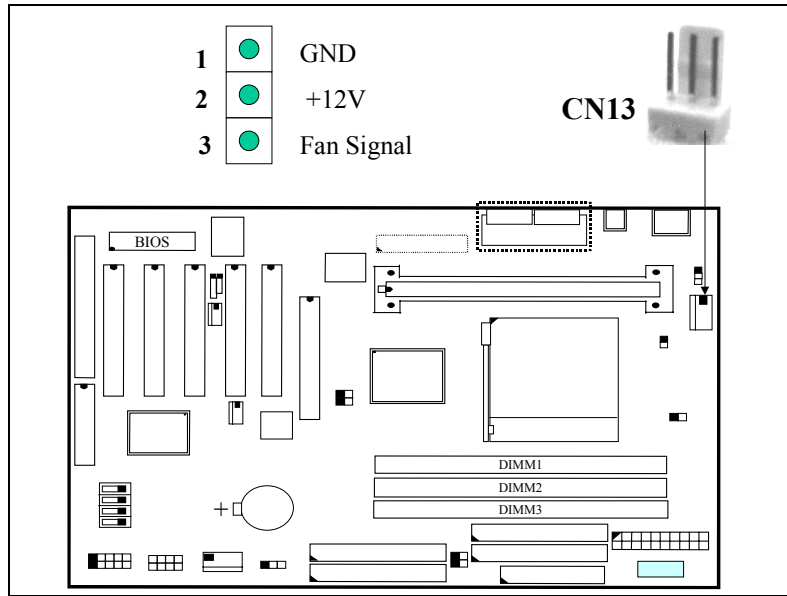 1 GND
2 +12V
3 Fan Signal
CN13
BIOS
DIMM1
DIMM2
DIMM3
+